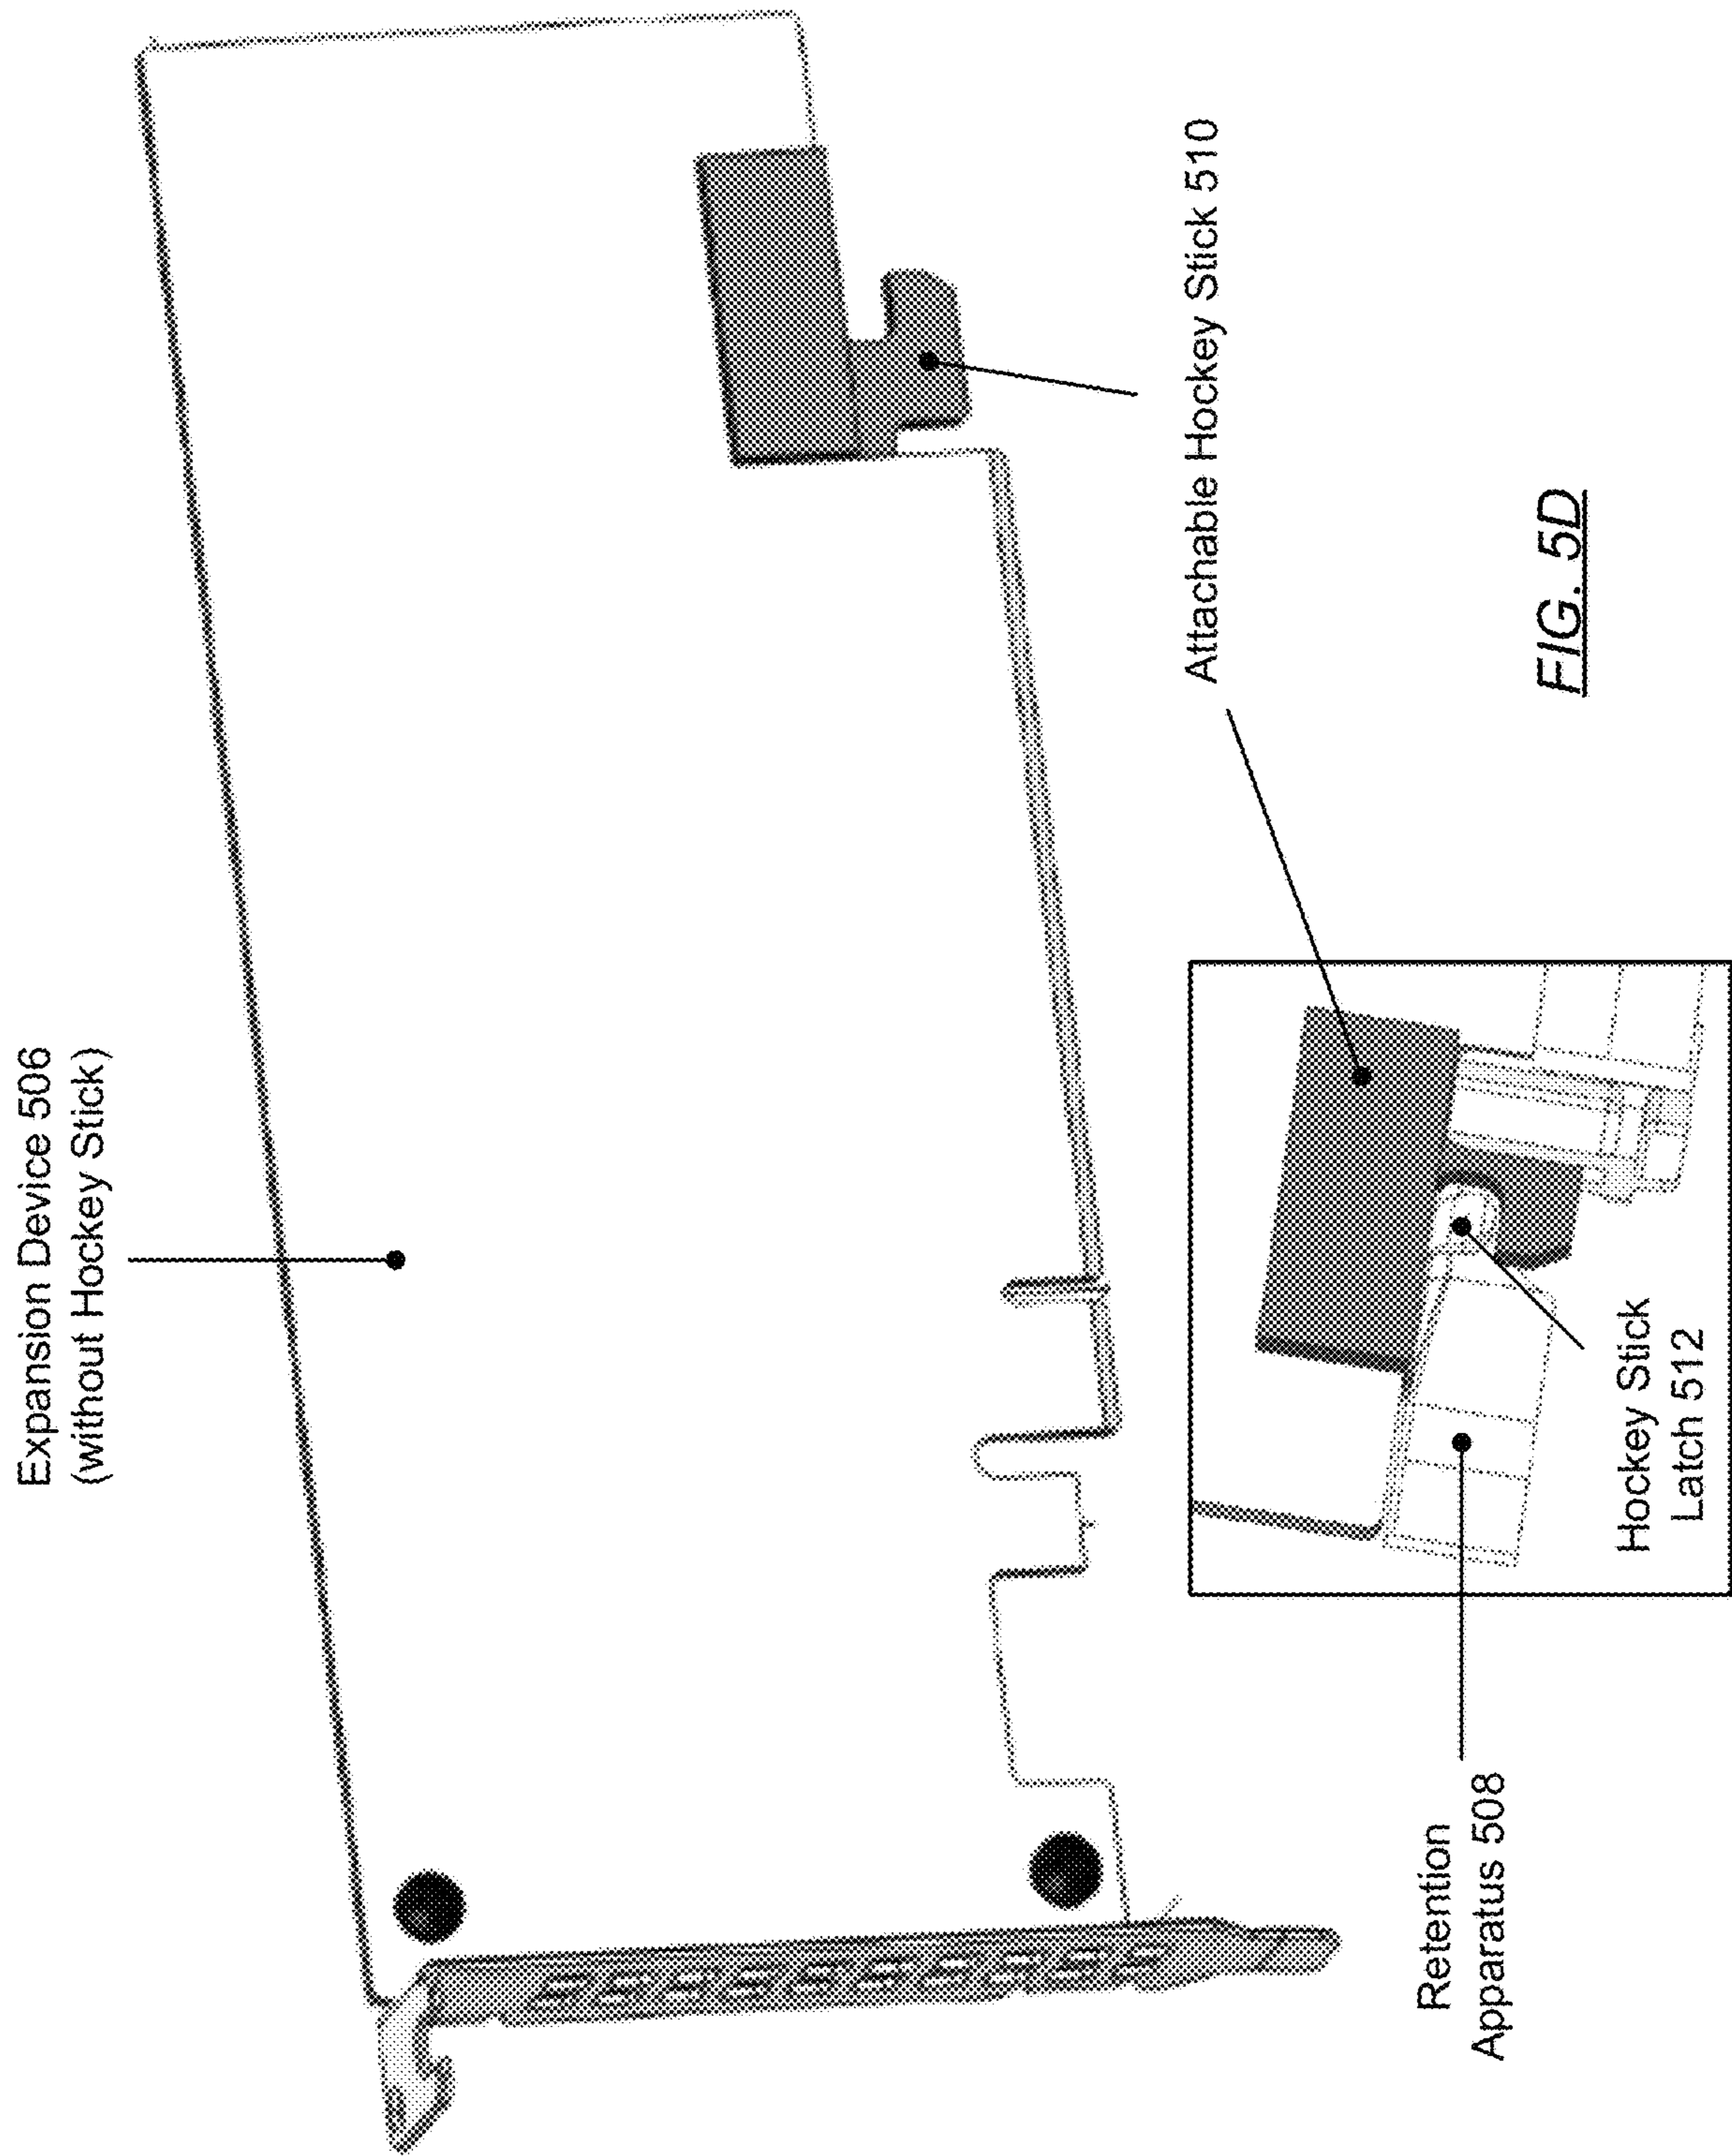 Expansion Device 506
(without Hockey Stick)
Attachable Hockey Stick 510
Retention
Apparatus 508
Hockey Stick
Latch 512
FIG. 5D